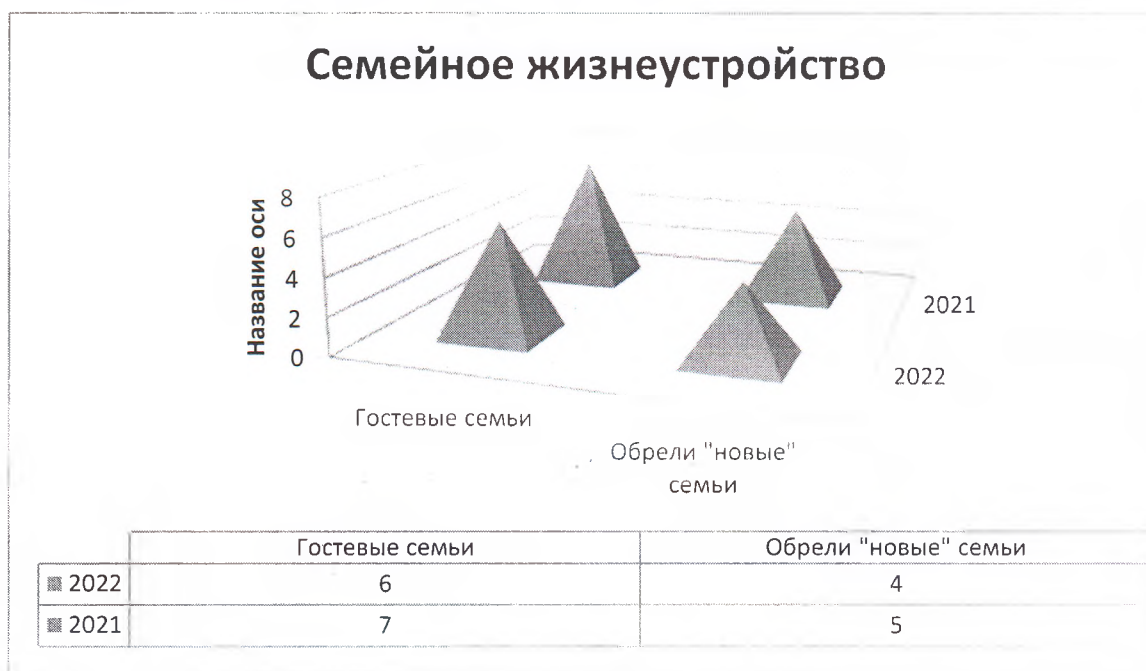 Семейное жизнеустройство
Название оси
8
6
4
2
0
2021
2022
Гостевые семьи
Обрели "новые"
семьи
Гостевые семьи Обрели "новые" семьи
2022 6 4
2021 7 5